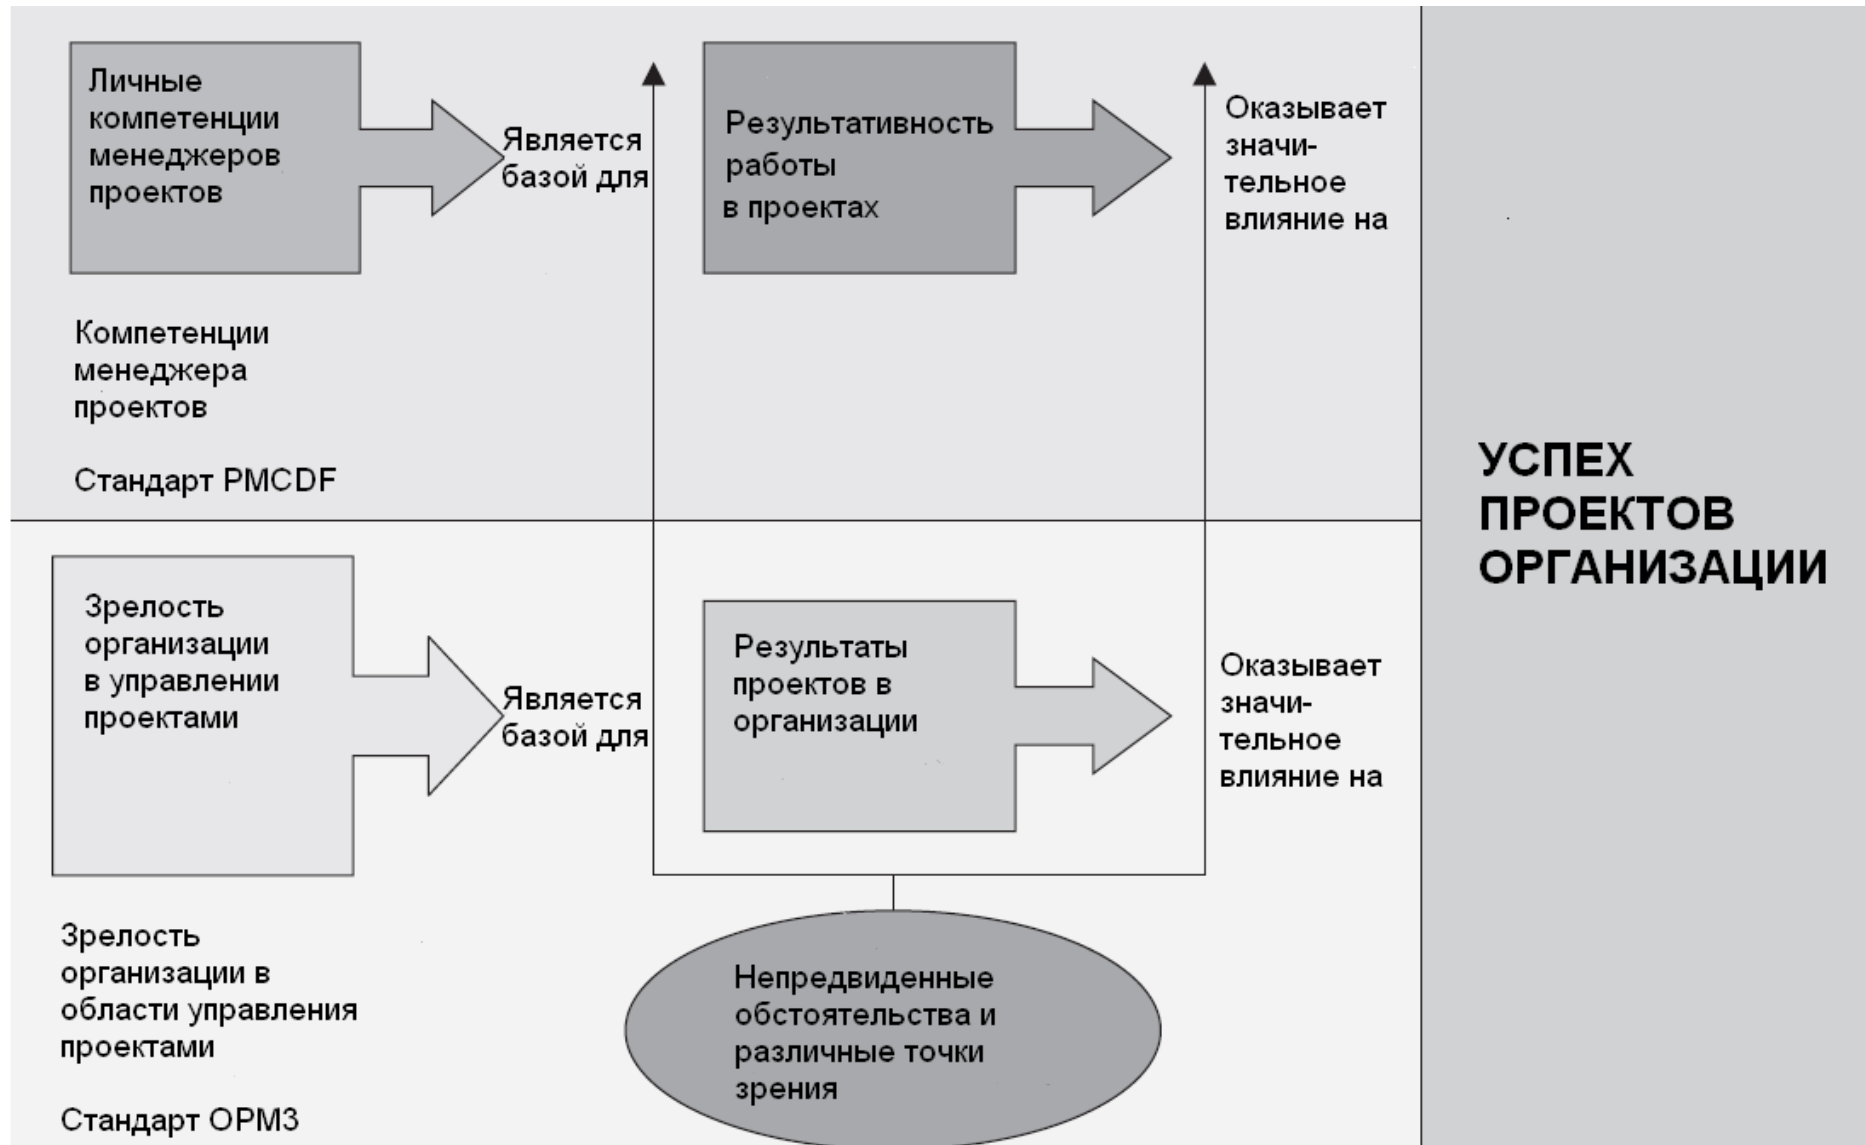 Личные
компетенции
менеджеров
проектов
Является
базой для
Результативность
работы
в проектах
Оказывает
значи-
тельное
влияние на
Компетенции
менеджера
проектов
Стандарт PMCDF
Зрелость
организации
в управлении
проектами
Является
базой для
Результаты
проектов в
организации
Оказывает
значи-
тельное
влияние на
Зрелость
организации в
области управления
проектами
Стандарт OPM3
Непредвиденные
обстоятельства и
различные точки
зрения
УСПЕХ
ПРОЕКТОВ
ОРГАНИЗАЦИИ